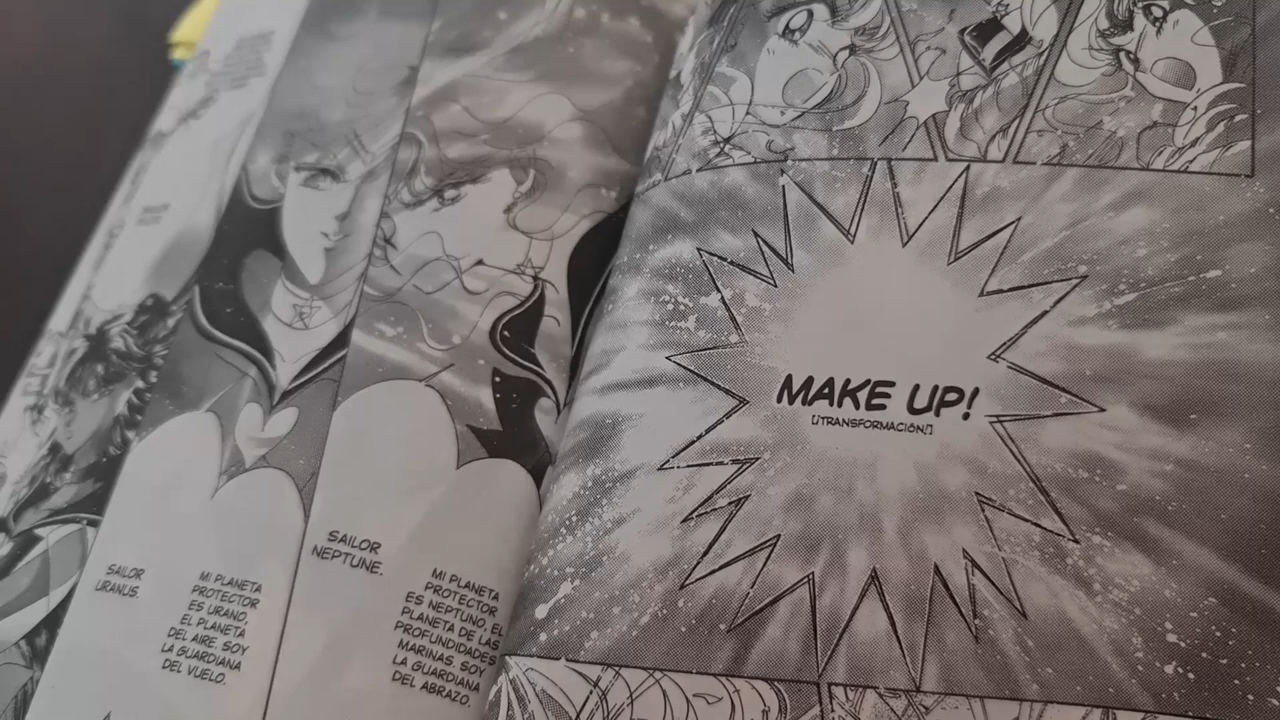 SAILOR
URANUS.
MI PLANETA
PROTECTOR
ES URANO,
EL PLANETA
DEL AIRE. SOY
LA GUARDIANA
DEL VUELO.
SAILOR
NEPTUNE.
MI PLANETA
PROTECTOR
ES NEPTUNO, EL
PLANETA DE LAS
PROFUNDIDADES
MARINAS. SOY
LA GUARDIANA
DEL ABRAZO.
MAKE UP!
[¡TRANSFORMACIÓN!]